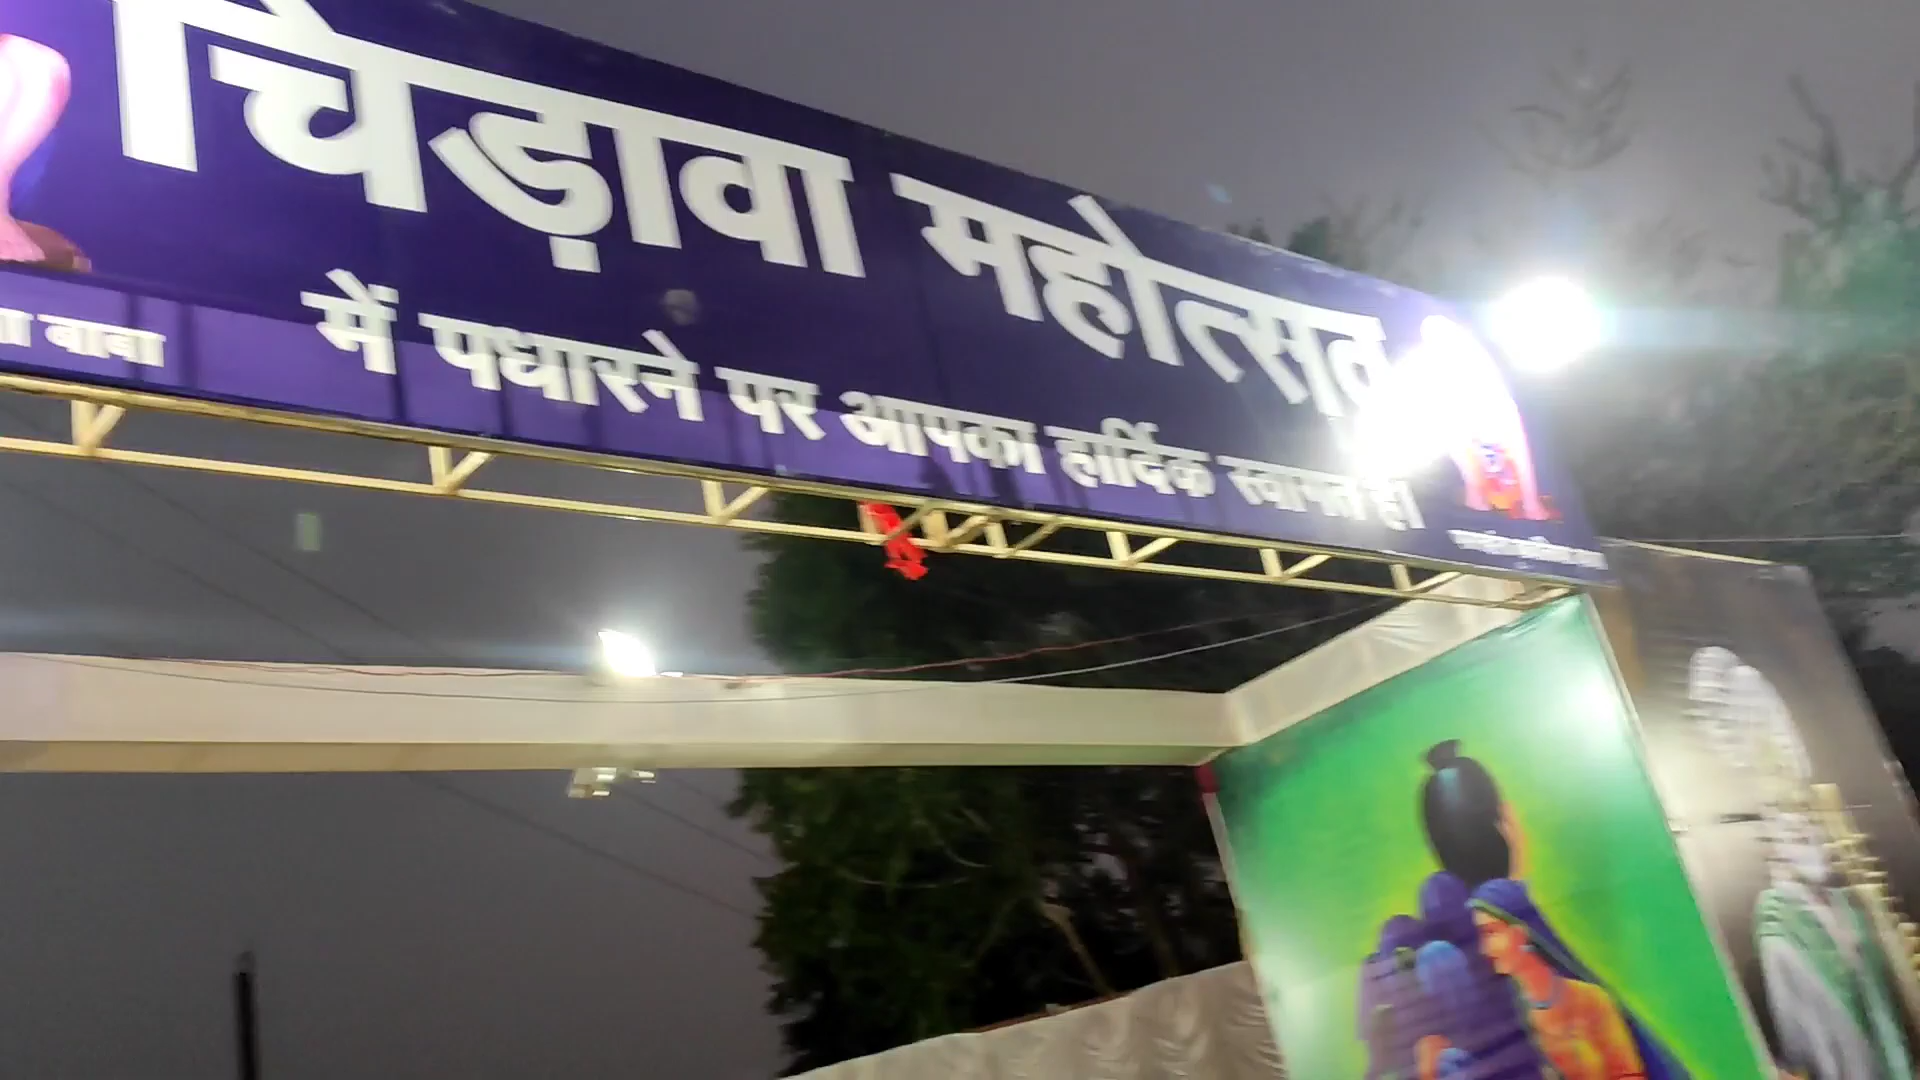 चिड़ावा महोत्सव
में पधारने पर आपका हार्दिक स्वागत है।
बाबा